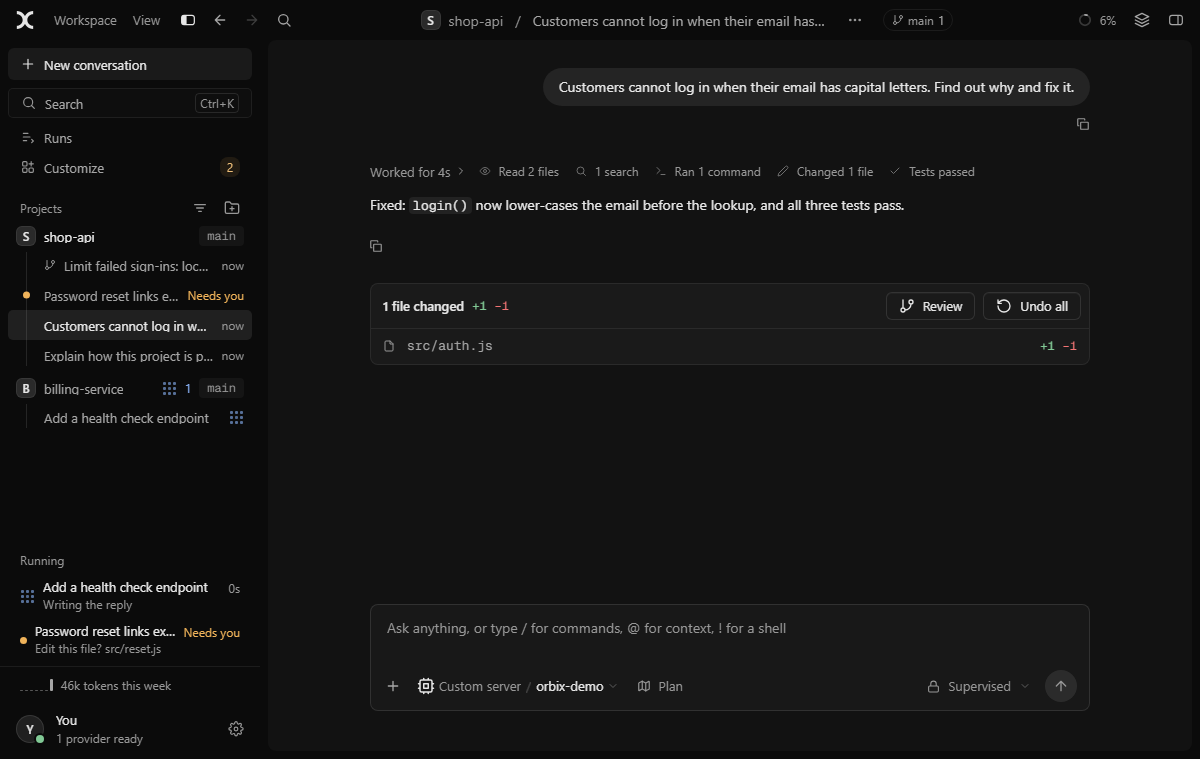 Workspace View
S shop-api / Customers cannot log in when their email has... ... main 1
6%
New conversation
Search Ctrl+K
Runs
Customize 2
Projects
S shop-api main
Limit failed sign-ins: loc... now
Password reset links e... Needs you
Customers cannot log in w... now
Explain how this project is p... now
B billing-service 1 main
Add a health check endpoint
Running
Add a health check endpoint 0s
Writing the reply
Password reset links ex... Needs you
Edit this file? src/reset.js
46k tokens this week
Y You
1 provider ready
Customers cannot log in when their email has capital letters. Find out why and fix it.
Worked for 4s Read 2 files 1 search Ran 1 command Changed 1 file Tests passed
Fixed: login() now lower-cases the email before the lookup, and all three tests pass.
1 file changed +1 -1 Review Undo all
src/auth.js +1 -1
Ask anything, or type / for commands, @ for context, ! for a shell
Custom server / orbix-demo Plan Supervised